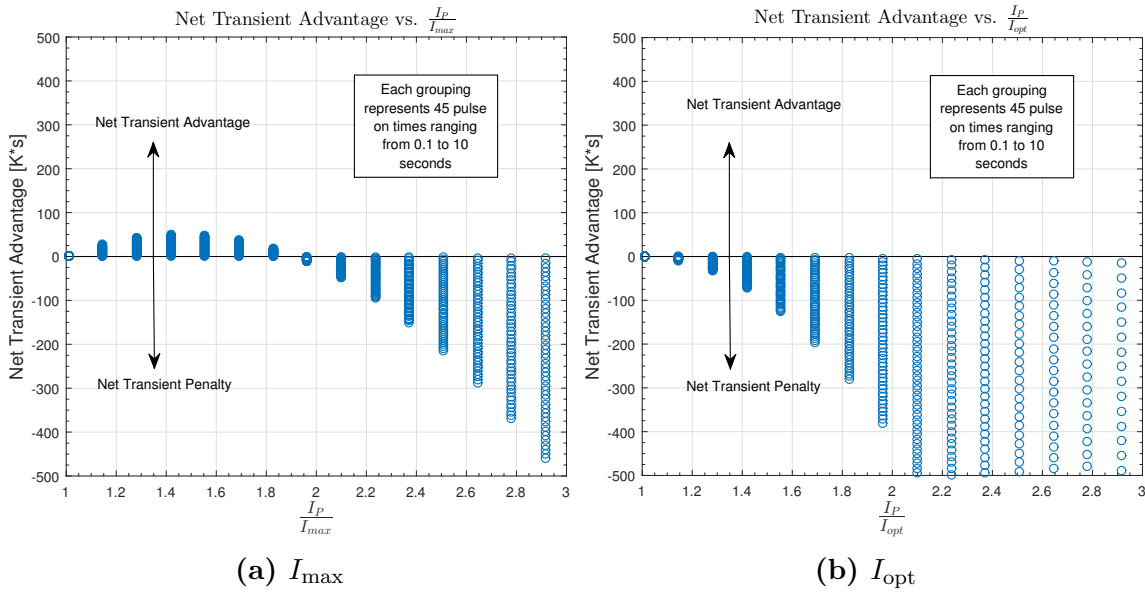 Net Transient Advantage vs. I_P/I_max
500
400
300
200
100
0
-100
-200
-300
-400
-500
Net Transient Advantage [K*s]
Each grouping
represents 45 pulse
on times ranging
from 0.1 to 10
seconds
Net Transient Advantage
Net Transient Penalty
1 1.2 1.4 1.6 1.8 2 2.2 2.4 2.6 2.8 3
I_P/I_max
(a) I_max
Net Transient Advantage vs. I_P/I_opt
500
400
300
200
100
0
-100
-200
-300
-400
-500
Net Transient Advantage [K*s]
Each grouping
represents 45 pulse
on times ranging
from 0.1 to 10
seconds
Net Transient Advantage
Net Transient Penalty
1 1.2 1.4 1.6 1.8 2 2.2 2.4 2.6 2.8 3
I_P/I_opt
(b) I_opt